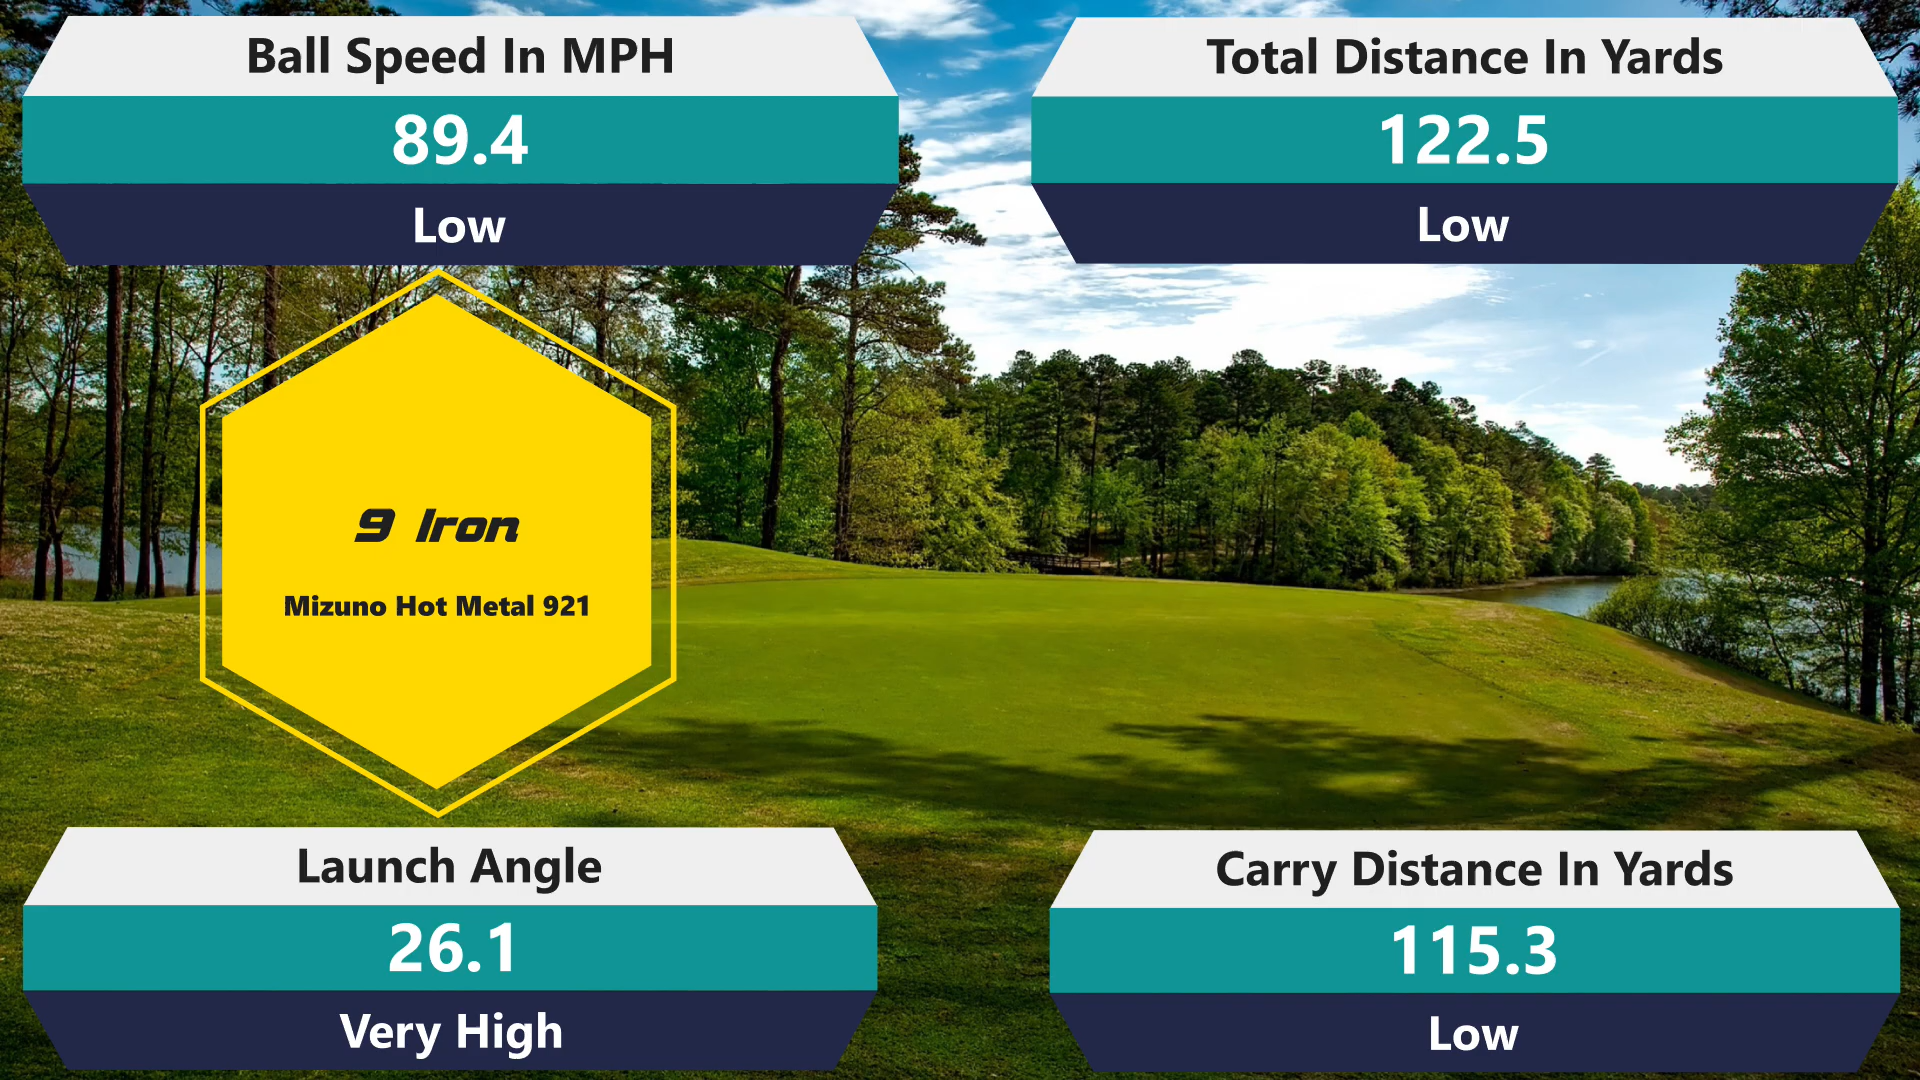 Ball Speed In MPH
89.4
Low
Total Distance In Yards
122.5
Low
9 Iron
Mizuno Hot Metal 921
Launch Angle
26.1
Very High
Carry Distance In Yards
115.3
Low